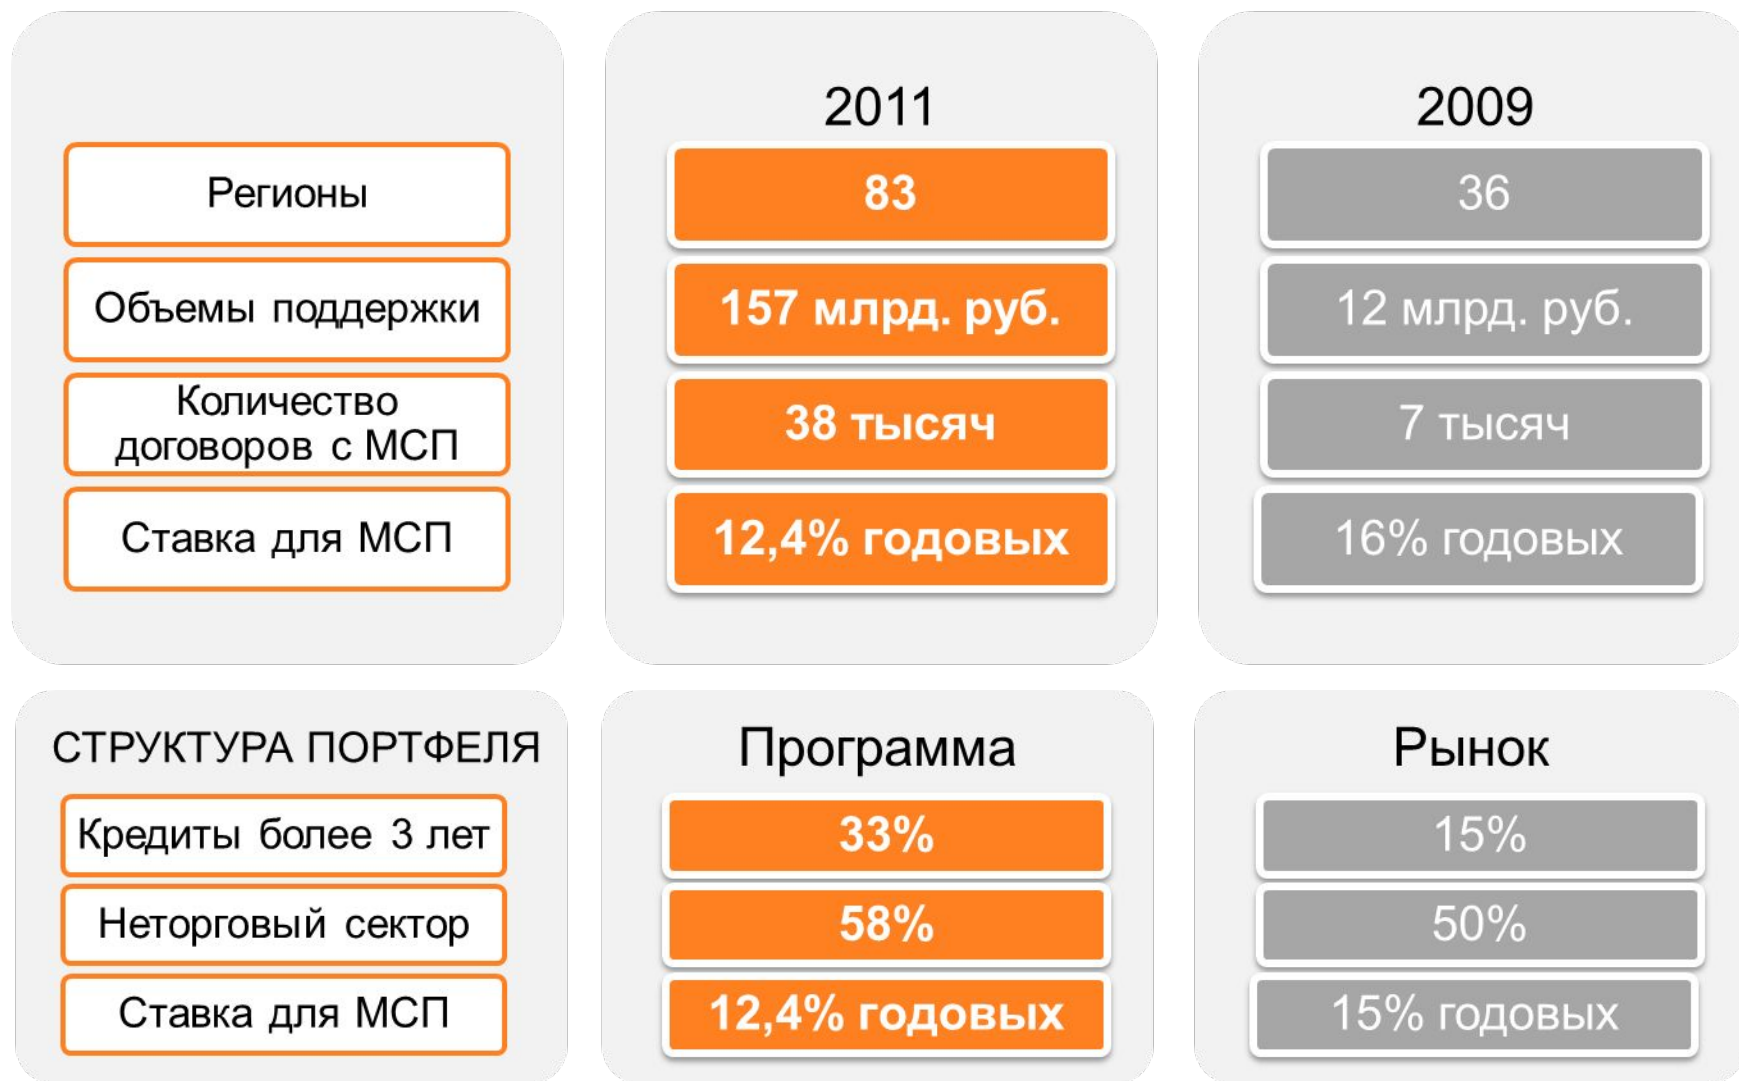 2011
2009
Регионы
83
36
Объемы поддержки
157 млрд. руб.
12 млрд. руб.
Количество
договоров с МСП
38 тысяч
7 тысяч
Ставка для МСП
12,4% годовых
16% годовых
СТРУКТУРА ПОРТФЕЛЯ
Программа
Рынок
Кредиты более 3 лет
33%
15%
Неторговый сектор
58%
50%
Ставка для МСП
12,4% годовых
15% годовых